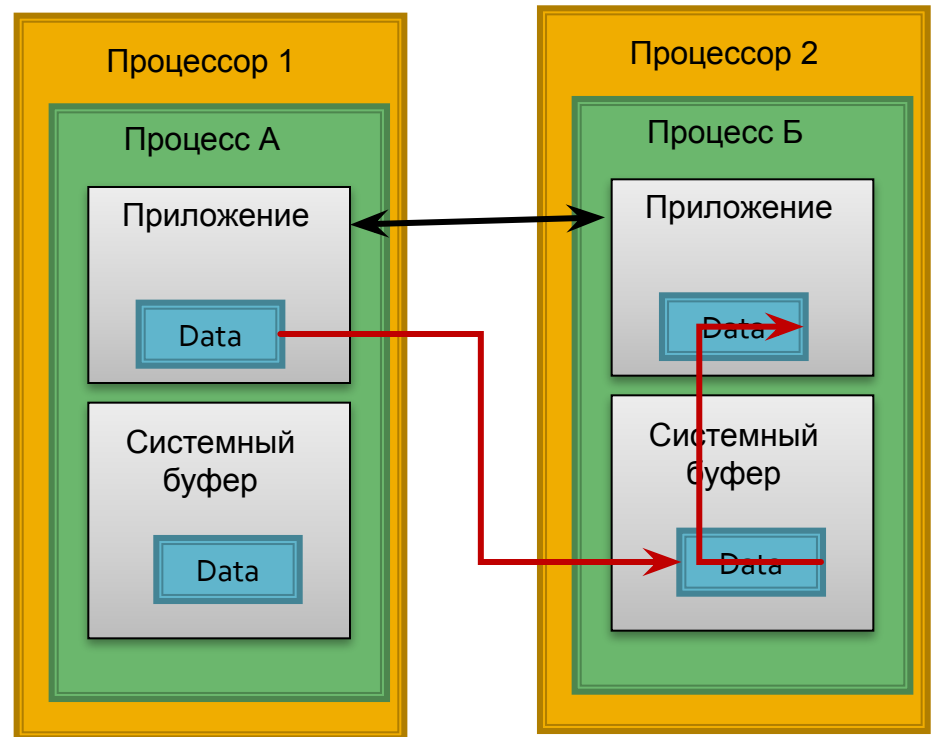 Процессор 1
Процесс А
Приложение
Data
Системный
буфер
Data
Процессор 2
Процесс Б
Приложение
Data
Системный
буфер
Data